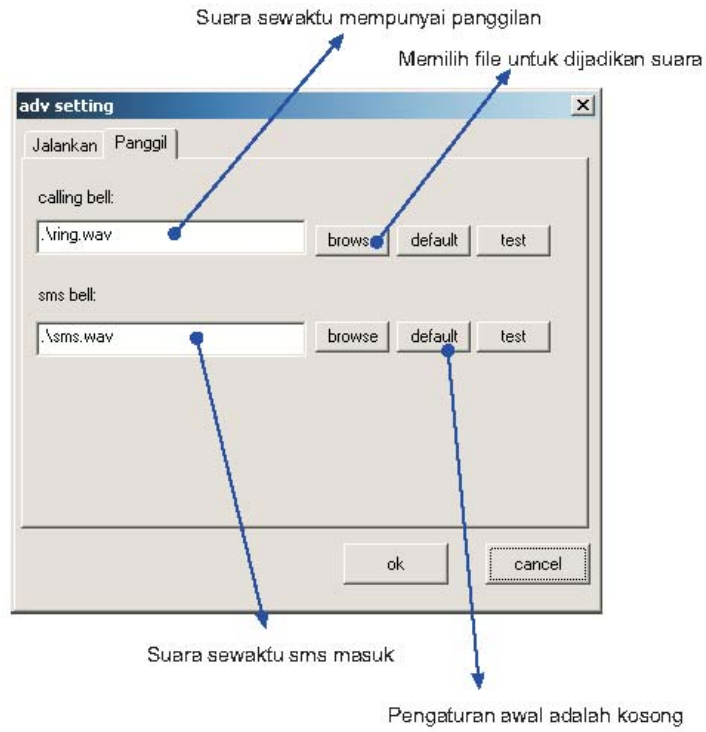 Suara sewaktu mempunyai panggilan
Memilih file untuk dijadikan suara
adv setting
Jalankan Panggil
calling bell:
.\ring.wav brows default test
sms bell:
.\sms.wav browse default test
ok cancel
Suara sewaktu sms masuk
Pengaturan awal adalah kosong